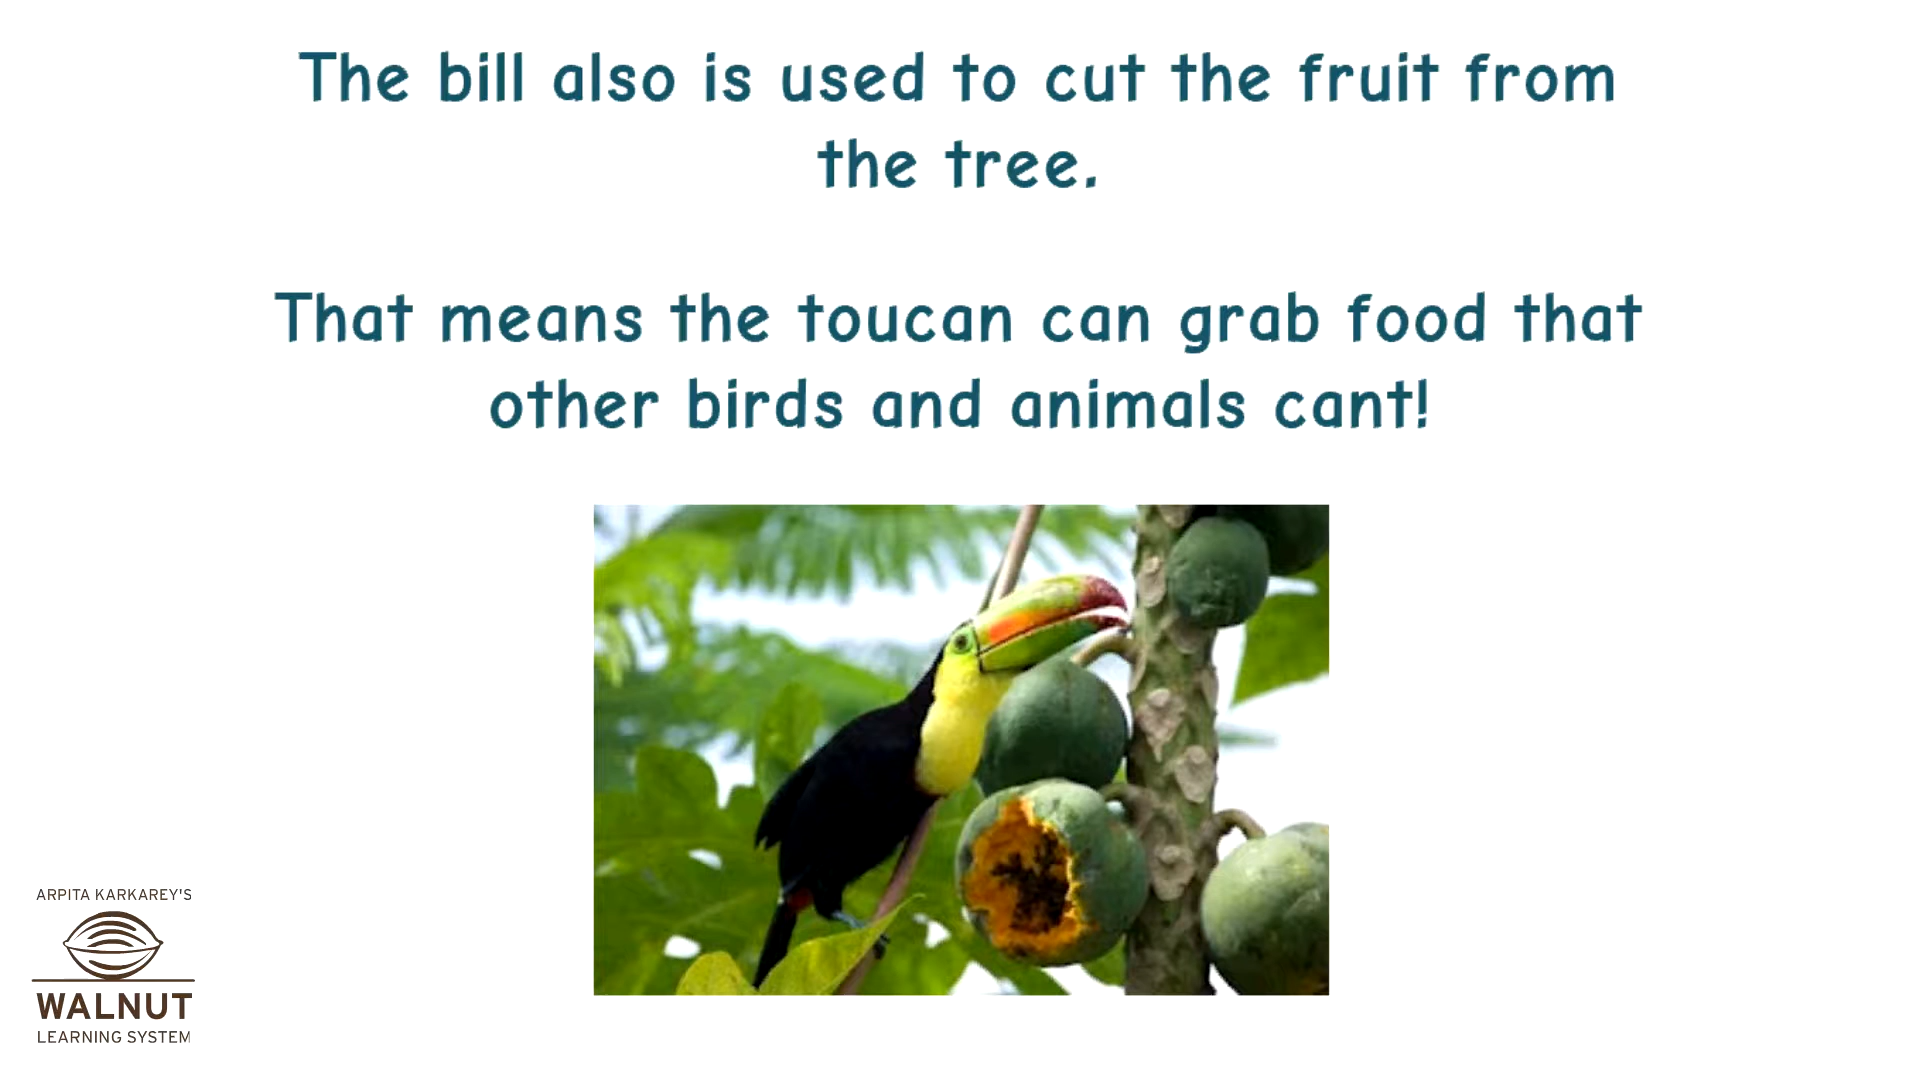 The bill also is used to cut the fruit from
the tree.
That means the toucan can grab food that
other birds and animals cant!
ARPITA KARKAREY'S
WALNUT
LEARNING SYSTEM